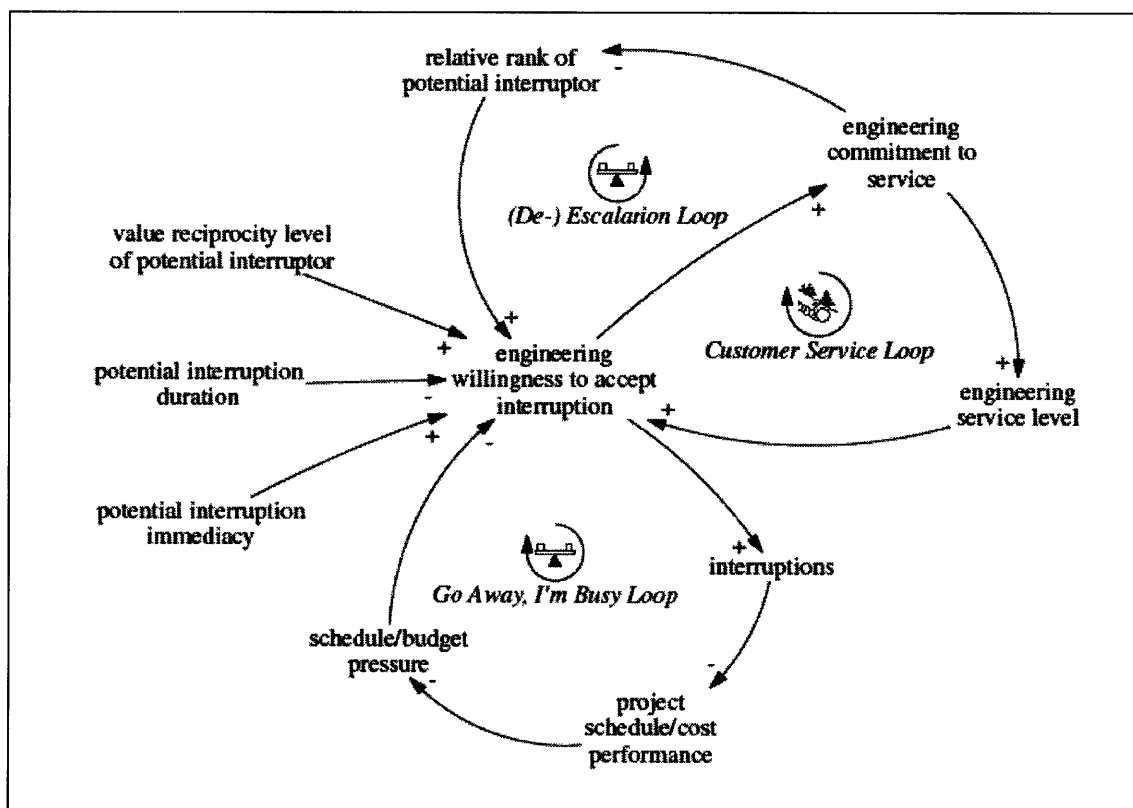 relative rank of
potential interruptor
-
engineering
commitment to
service
+
(De-) Escalarion Loop
value reciprocity level
of potential interruptor
+
+
Customer Service Loop
engineering
willingness to accept
interruption
potential interruption
duration
-
+
engineering
service level
+
+
-
potential interruption
immediacy
+
interruptions
Go Away, I'm Busy Loop
schedule/budget
pressure
-
-
project
schedule/cost
performance